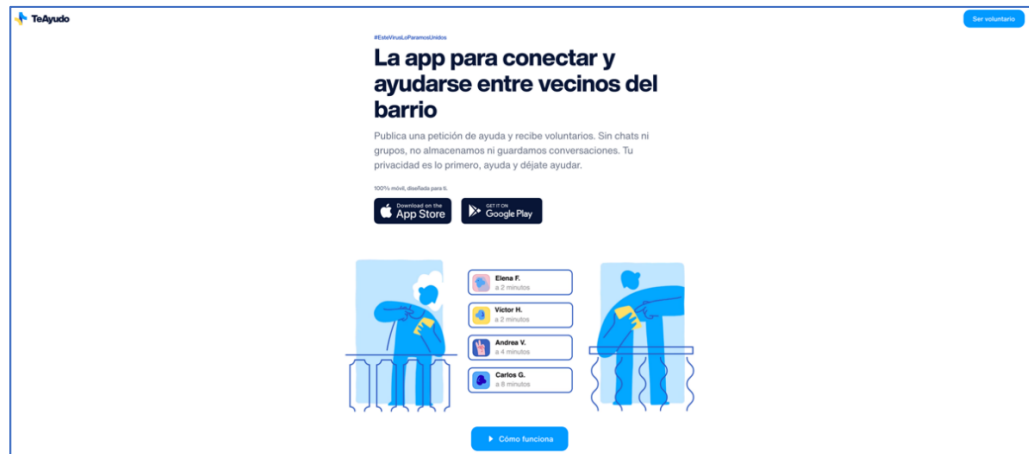 TeAyudo
Ser voluntario
#EsteVirusLoParamosUnidos
La app para conectar y
ayudarse entre vecinos del
barrio
Publica una petición de ayuda y recibe voluntarios. Sin chats ni
grupos, no almacenamos ni guardamos conversaciones. Tu
privacidad es lo primero, ayuda y déjate ayudar.
100% móvil, diseñada para ti.
Download on the
App Store
GET IT ON
Google Play
Elena F.
a 2 minutos
Víctor H.
a 2 minutos
Andrea V.
a 4 minutos
Carlos G.
a 8 minutos
Cómo funciona